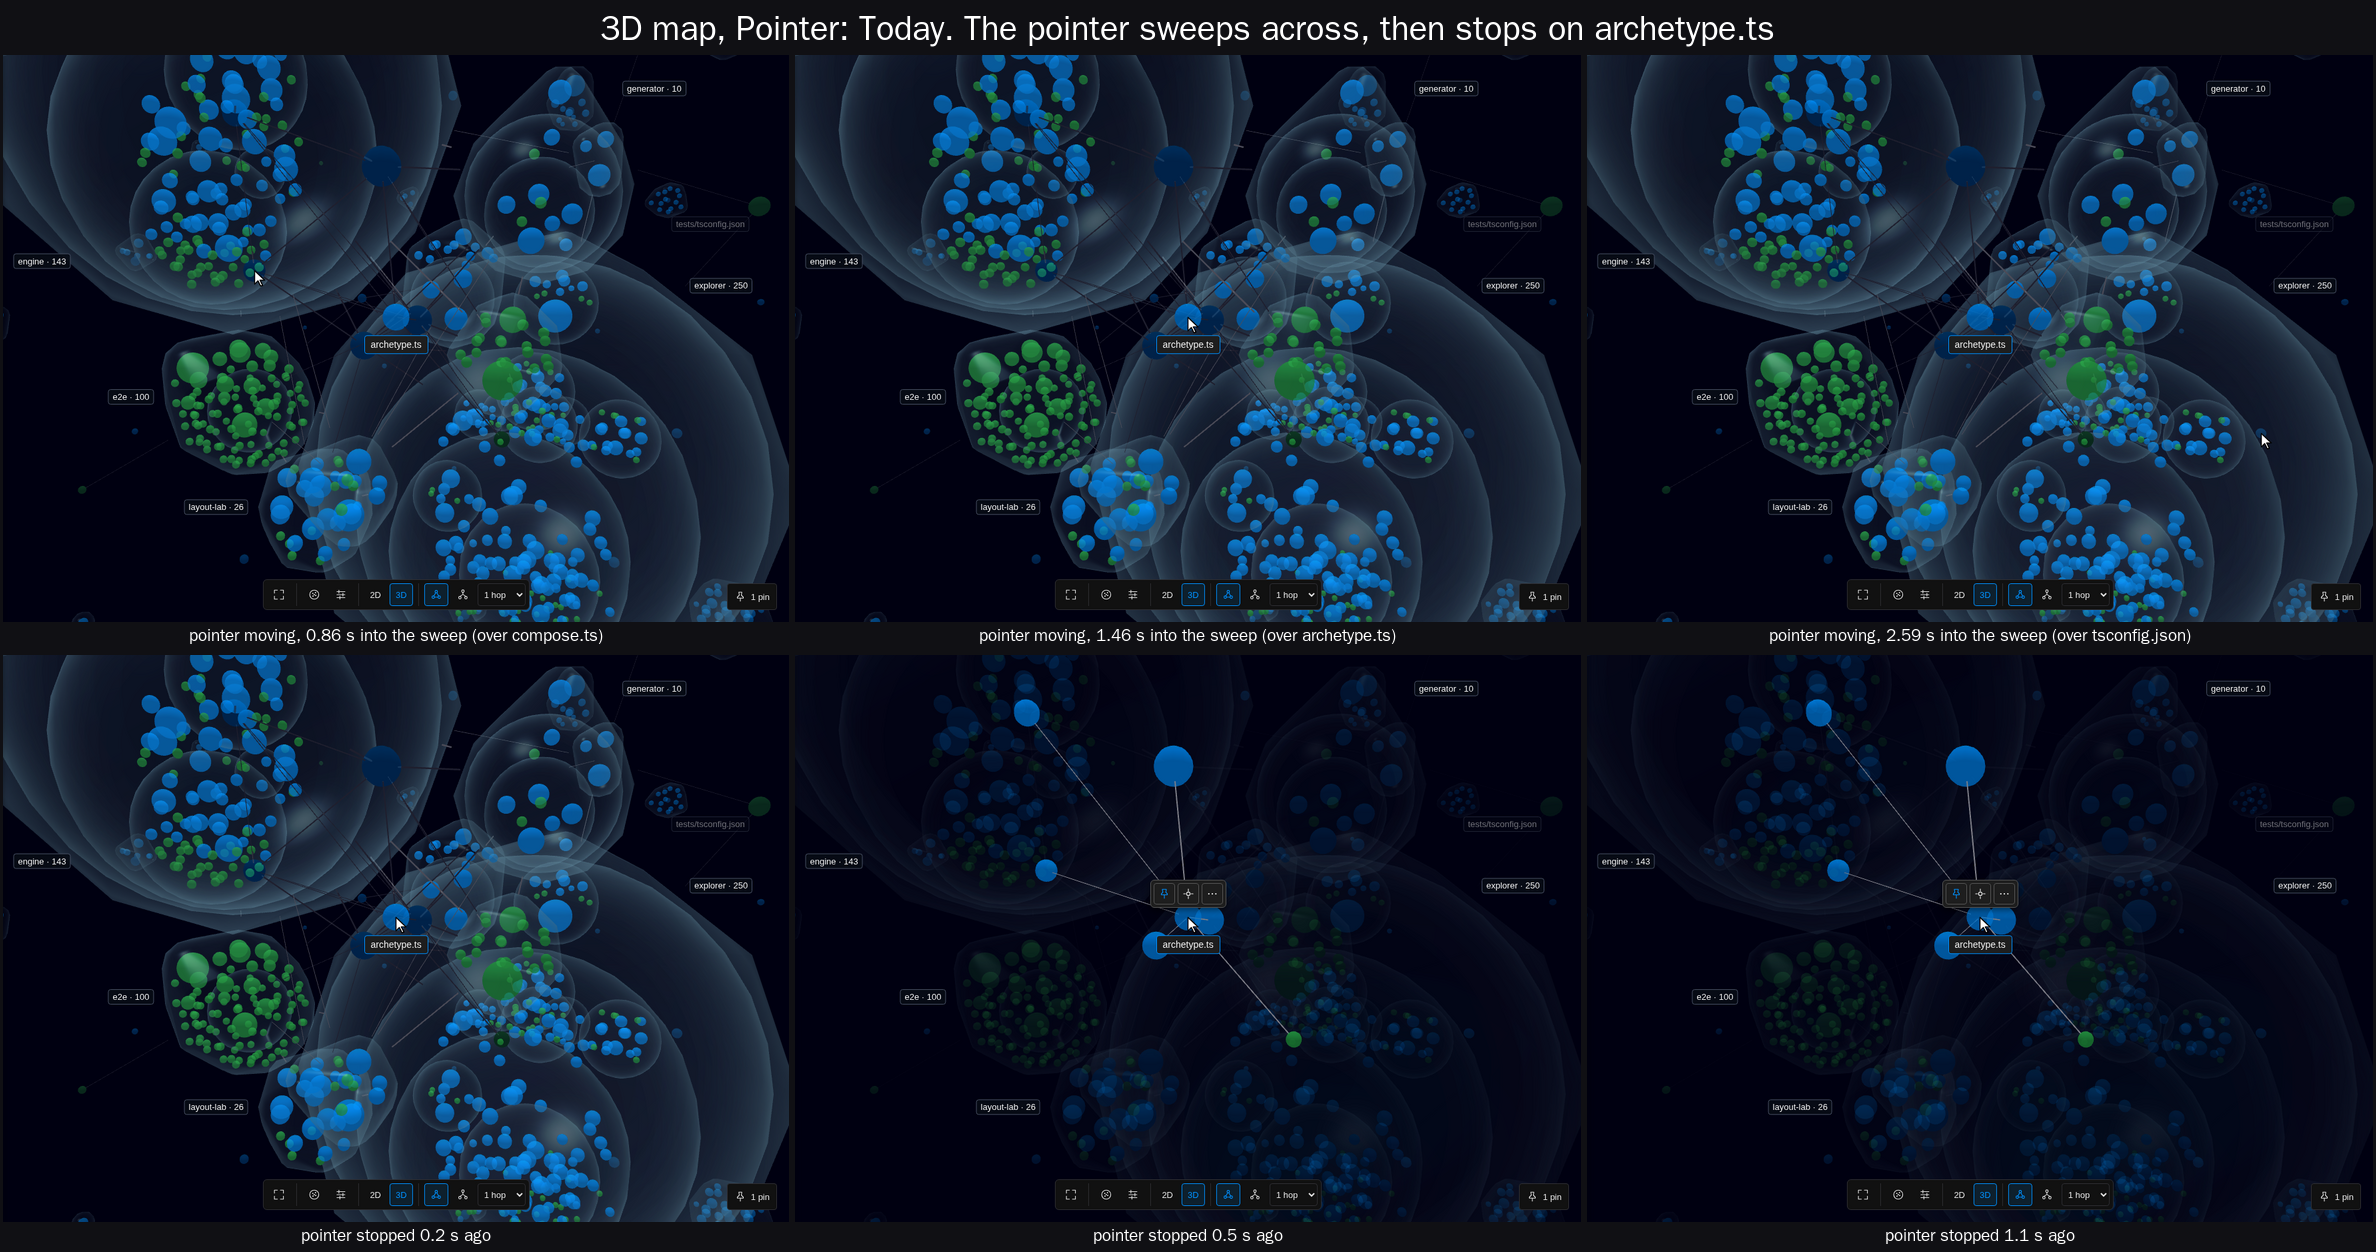 3D map, Pointer: Today. The pointer sweeps across, then stops on archetype.ts
generator · 10
tests/tsconfig.json
engine · 143
explorer · 250
archetype.ts
e2e · 100
layout-lab · 26
2D 3D 1 hop
1 pin
generator · 10
tests/tsconfig.json
engine · 143
explorer · 250
archetype.ts
e2e · 100
layout-lab · 26
2D 3D 1 hop
1 pin
generator · 10
tests/tsconfig.json
engine · 143
explorer · 250
archetype.ts
e2e · 100
layout-lab · 26
2D 3D 1 hop
1 pin
pointer moving, 0.86 s into the sweep (over compose.ts)
pointer moving, 1.46 s into the sweep (over archetype.ts)
pointer moving, 2.59 s into the sweep (over tsconfig.json)
generator · 10
tests/tsconfig.json
engine · 143
explorer · 250
archetype.ts
e2e · 100
layout-lab · 26
2D 3D 1 hop
1 pin
generator · 10
tests/tsconfig.json
engine · 143
explorer · 250
archetype.ts
e2e · 100
layout-lab · 26
2D 3D 1 hop
1 pin
generator · 10
tests/tsconfig.json
engine · 143
explorer · 250
archetype.ts
e2e · 100
layout-lab · 26
2D 3D 1 hop
1 pin
pointer stopped 0.2 s ago
pointer stopped 0.5 s ago
pointer stopped 1.1 s ago